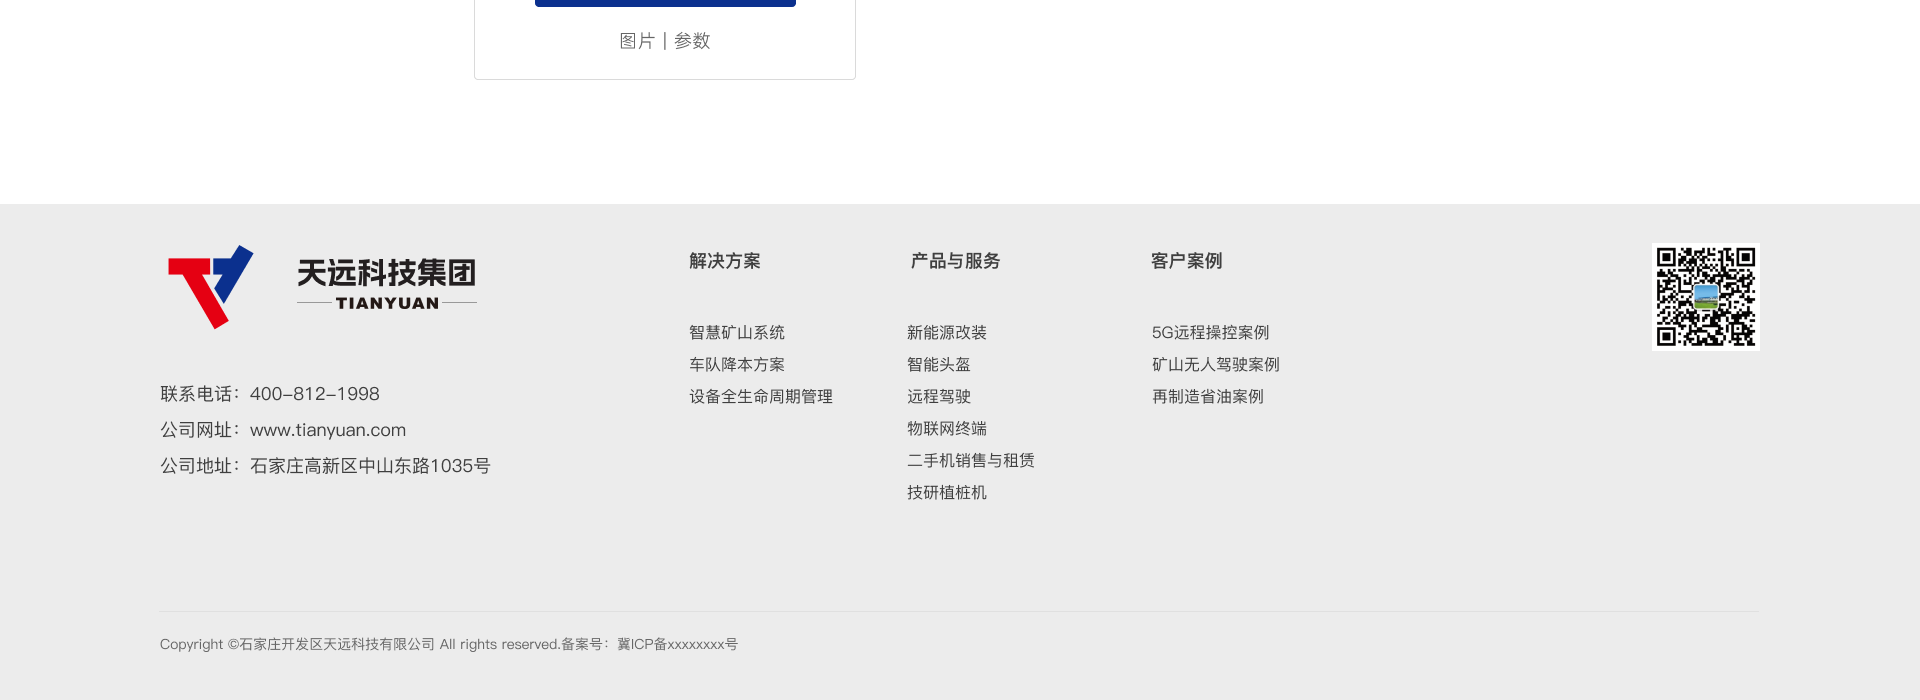 图片 | 参数
天远科技集团
TIANYUAN
联系电话：400-812-1998
公司网址：www.tianyuan.com
公司地址：石家庄高新区中山东路1035号
解决方案
智慧矿山系统
车队降本方案
设备全生命周期管理
产品与服务
新能源改装
智能头盔
远程驾驶
物联网终端
二手机销售与租赁
技研植桩机
客户案例
5G远程操控案例
矿山无人驾驶案例
再制造省油案例
Copyright ©石家庄开发区天远科技有限公司 All rights reserved.备案号：冀ICP备xxxxxxxx号